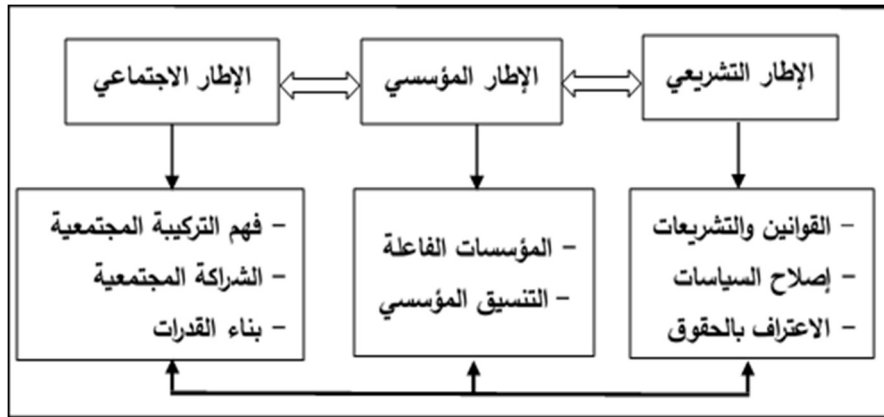 الإطار التشريعي
الإطار المؤسسي
الإطار الاجتماعي
– القوانين والتشريعات
– إصلاح السياسات
– الاعتراف بالحقوق
– المؤسسات الفاعلة
– التنسيق المؤسسي
– فهم التركيبة المجتمعية
– الشراكة المجتمعية
– بناء القدرات